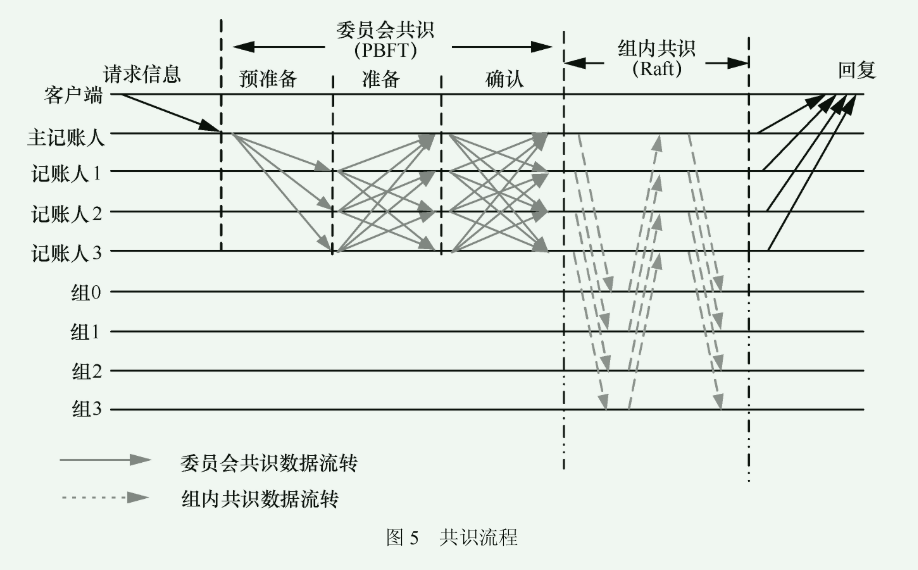 委员会共识
(PBFT)
组内共识
(Raft)
请求信息
预准备
准备
确认
回复
客户端
主记账人
记账人1
记账人2
记账人3
组0
组1
组2
组3
委员会共识数据流转
组内共识数据流转
图5 共识流程